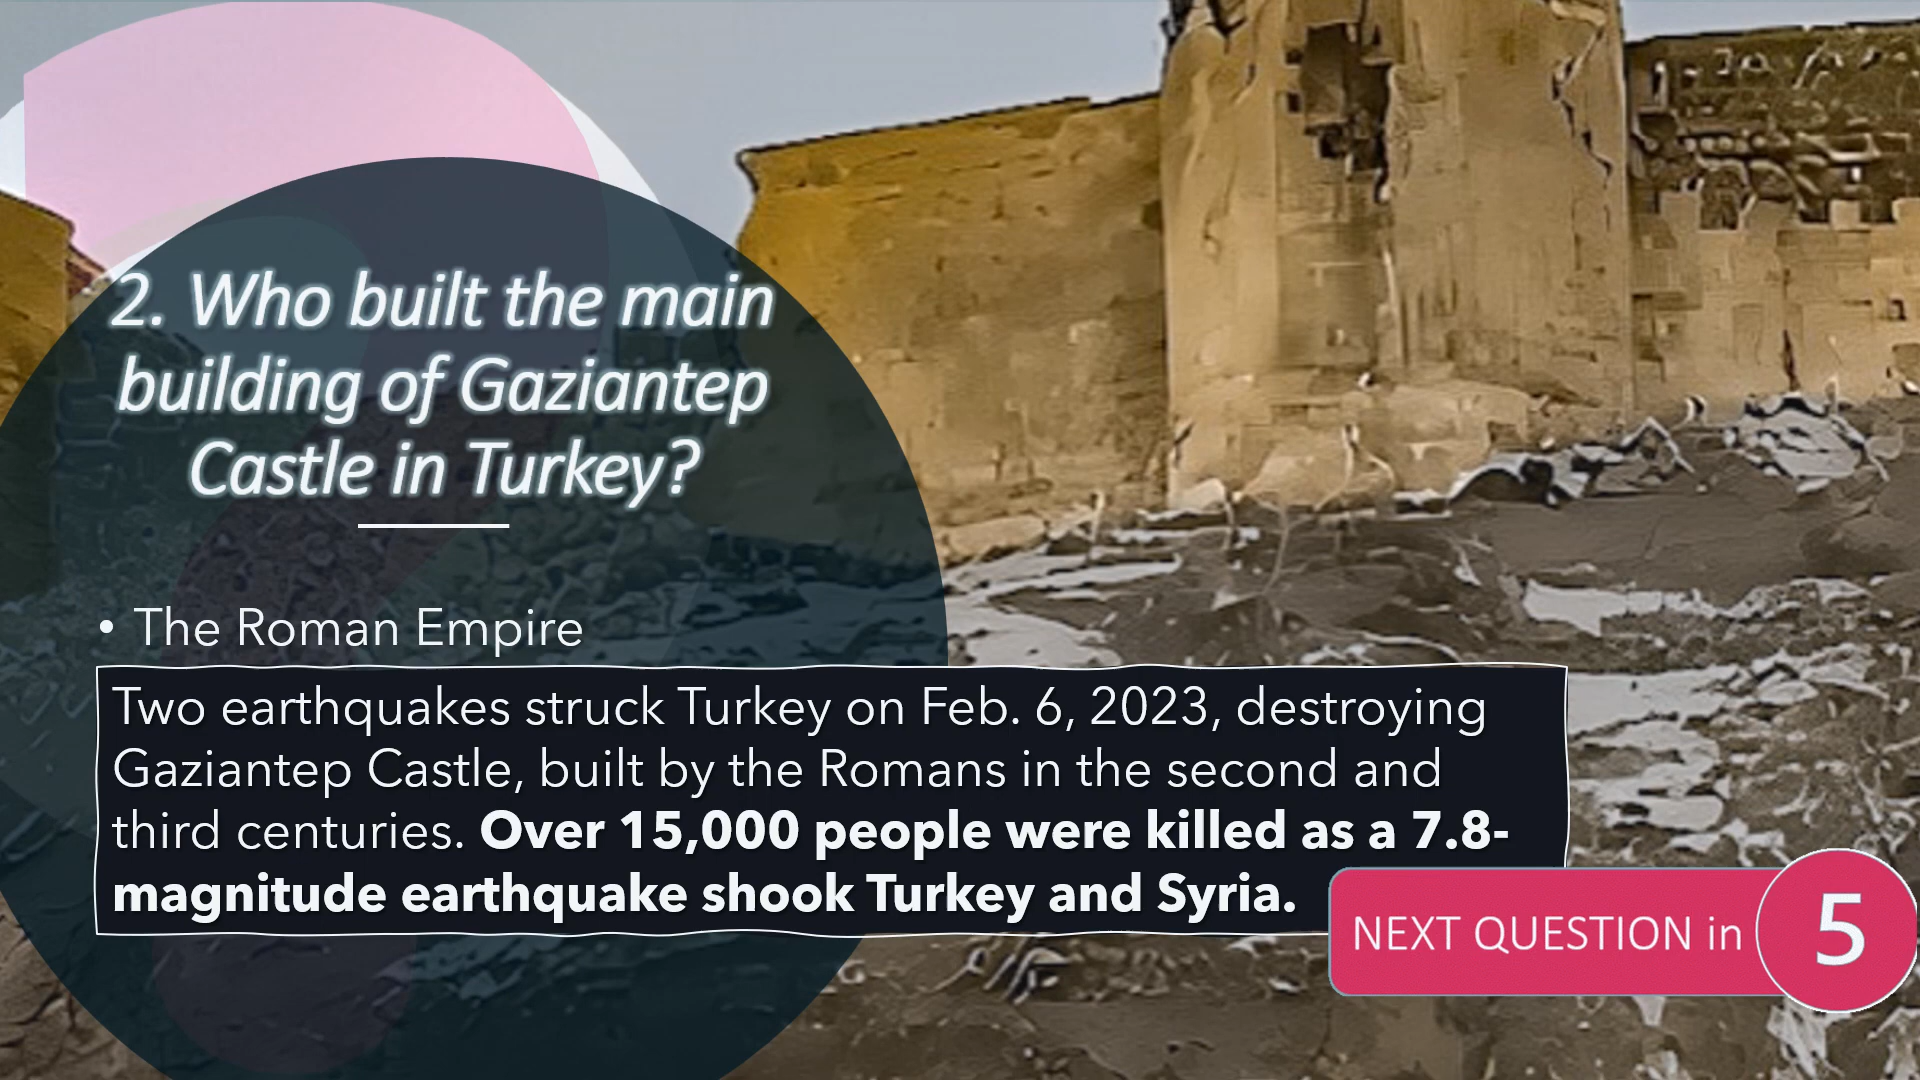 2. Who built the main
building of Gaziantep
Castle in Turkey?
• The Roman Empire
Two earthquakes struck Turkey on Feb. 6, 2023, destroying
Gaziantep Castle, built by the Romans in the second and
third centuries. Over 15,000 people were killed as a 7.8-
magnitude earthquake shook Turkey and Syria.
NEXT QUESTION in 5